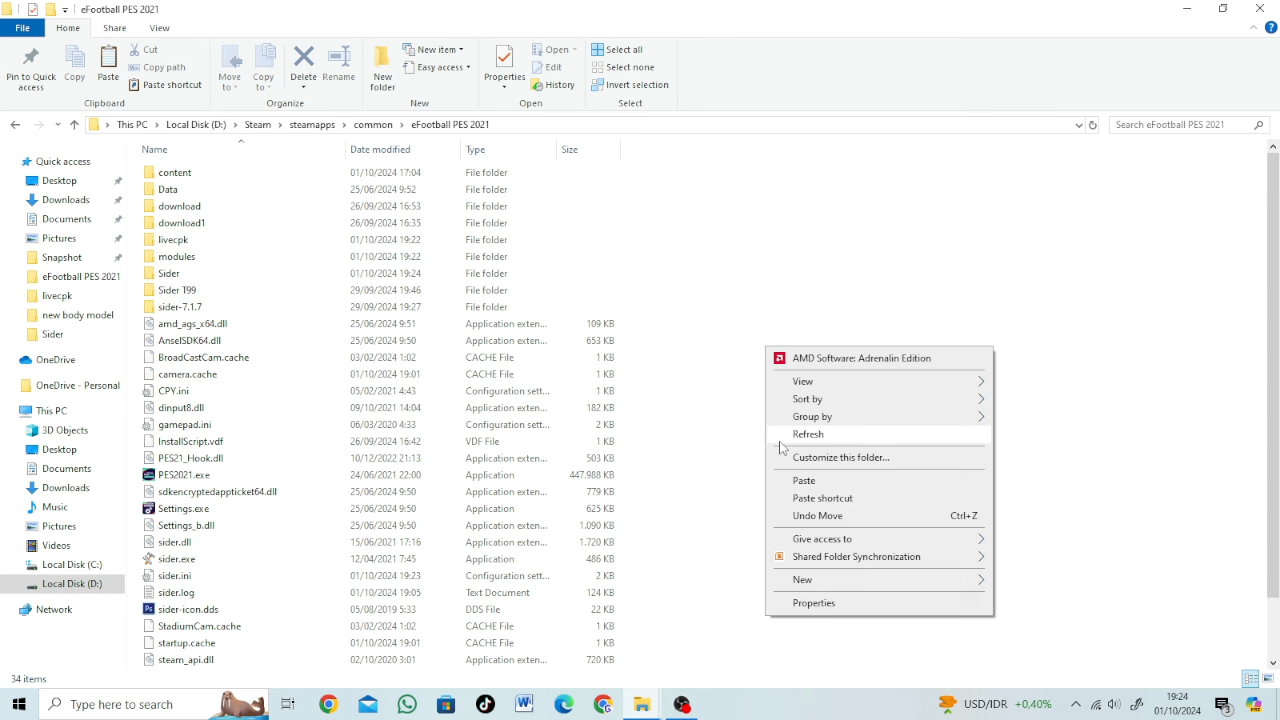 eFootball PES 2021
File Home Share View
Pin to Quick access
Copy
Paste
Cut
Copy path
Paste shortcut
Clipboard
Move to
Copy to
Delete
Rename
Organize
New folder
New item
Easy access
New
Properties
Open
Edit
History
Open
Select all
Select none
Invert selection
Select
This PC > Local Disk (D:) > Steam > steamapps > common > eFootball PES 2021
Search eFootball PES 2021
Quick access
Desktop
Downloads
Documents
Pictures
Snapshot
eFootball PES 2021
livecpk
new body model
Sider
OneDrive
OneDrive - Personal
This PC
3D Objects
Desktop
Documents
Downloads
Music
Pictures
Videos
Local Disk (C:)
Local Disk (D:)
Network
Name Date modified Type Size
content 01/10/2024 17:04 File folder
Data 25/06/2024 9:52 File folder
download 26/09/2024 16:53 File folder
download1 26/09/2024 16:35 File folder
livecpk 01/10/2024 19:22 File folder
modules 01/10/2024 19:22 File folder
Sider 01/10/2024 19:24 File folder
Sider T99 29/09/2024 19:46 File folder
sider-7.1.7 29/09/2024 19:27 File folder
amd_ags_x64.dll 25/06/2024 9:51 Application exten... 109 KB
AnselSDK64.dll 25/06/2024 9:50 Application exten... 653 KB
BroadCastCam.cache 03/02/2024 1:02 CACHE File 1 KB
camera.cache 01/10/2024 19:01 CACHE File 1 KB
CPY.ini 05/02/2021 4:43 Configuration sett... 1 KB
dinput8.dll 09/10/2021 14:04 Application exten... 182 KB
gamepad.ini 06/03/2020 4:33 Configuration sett... 2 KB
InstallScript.vdf 26/09/2024 16:42 VDF File 1 KB
PES21_Hook.dll 10/12/2022 21:13 Application exten... 503 KB
PES2021.exe 24/06/2021 22:00 Application 447.988 KB
sdkencryptedappticket64.dll 25/06/2024 9:50 Application exten... 779 KB
Settings.exe 25/06/2024 9:50 Application 625 KB
Settings_b.dll 25/06/2024 9:50 Application exten... 1.090 KB
sider.dll 15/06/2021 17:16 Application exten... 1.720 KB
sider.exe 12/04/2021 7:45 Application 486 KB
sider.ini 01/10/2024 19:23 Configuration sett... 2 KB
sider.log 01/10/2024 19:05 Text Document 124 KB
sider-icon.dds 05/08/2019 5:33 DDS File 22 KB
StadiumCam.cache 03/02/2024 1:02 CACHE File 1 KB
startup.cache 01/10/2024 19:01 CACHE File 1 KB
steam_api.dll 02/10/2020 3:01 Application exten... 720 KB
AMD Software: Adrenalin Edition
View
Sort by
Group by
Refresh
Customize this folder...
Paste
Paste shortcut
Undo Move Ctrl+Z
Give access to
Shared Folder Synchronization
New
Properties
34 items
Type here to search
USD/IDR +0,40%
19:24
01/10/2024
3